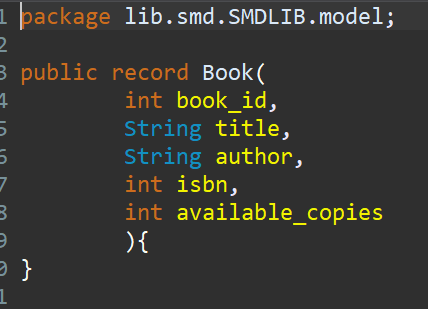 1 package lib.smd.SMDLIB.model;
2
3 public record Book(
4 int book_id,
5 String title,
6 String author,
7 int isbn,
8 int available_copies
9 ){
0 }
1